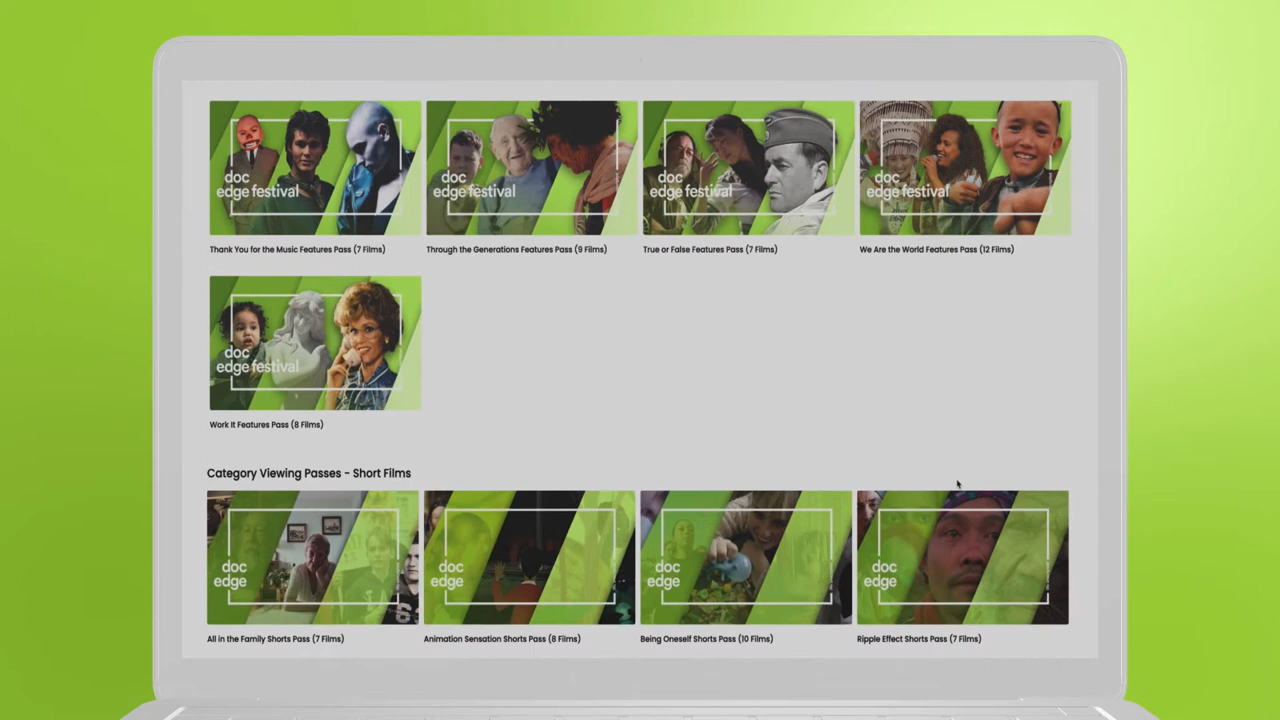 doc
edge festival
doc
edge festival
doc
edge festival
doc
edge festival
Thank You for the Music Features Pass (7 Films)
Through the Generations Features Pass (9 Films)
True or False Features Pass (7 Films)
We Are the World Features Pass (12 Films)
doc
edge festival
Work It Features Pass (8 Films)
Category Viewing Passes - Short Films
doc
edge
doc
edge
doc
edge
doc
edge
All in the Family Shorts Pass (7 Films)
Animation Sensation Shorts Pass (8 Films)
Being Oneself Shorts Pass (10 Films)
Ripple Effect Shorts Pass (7 Films)